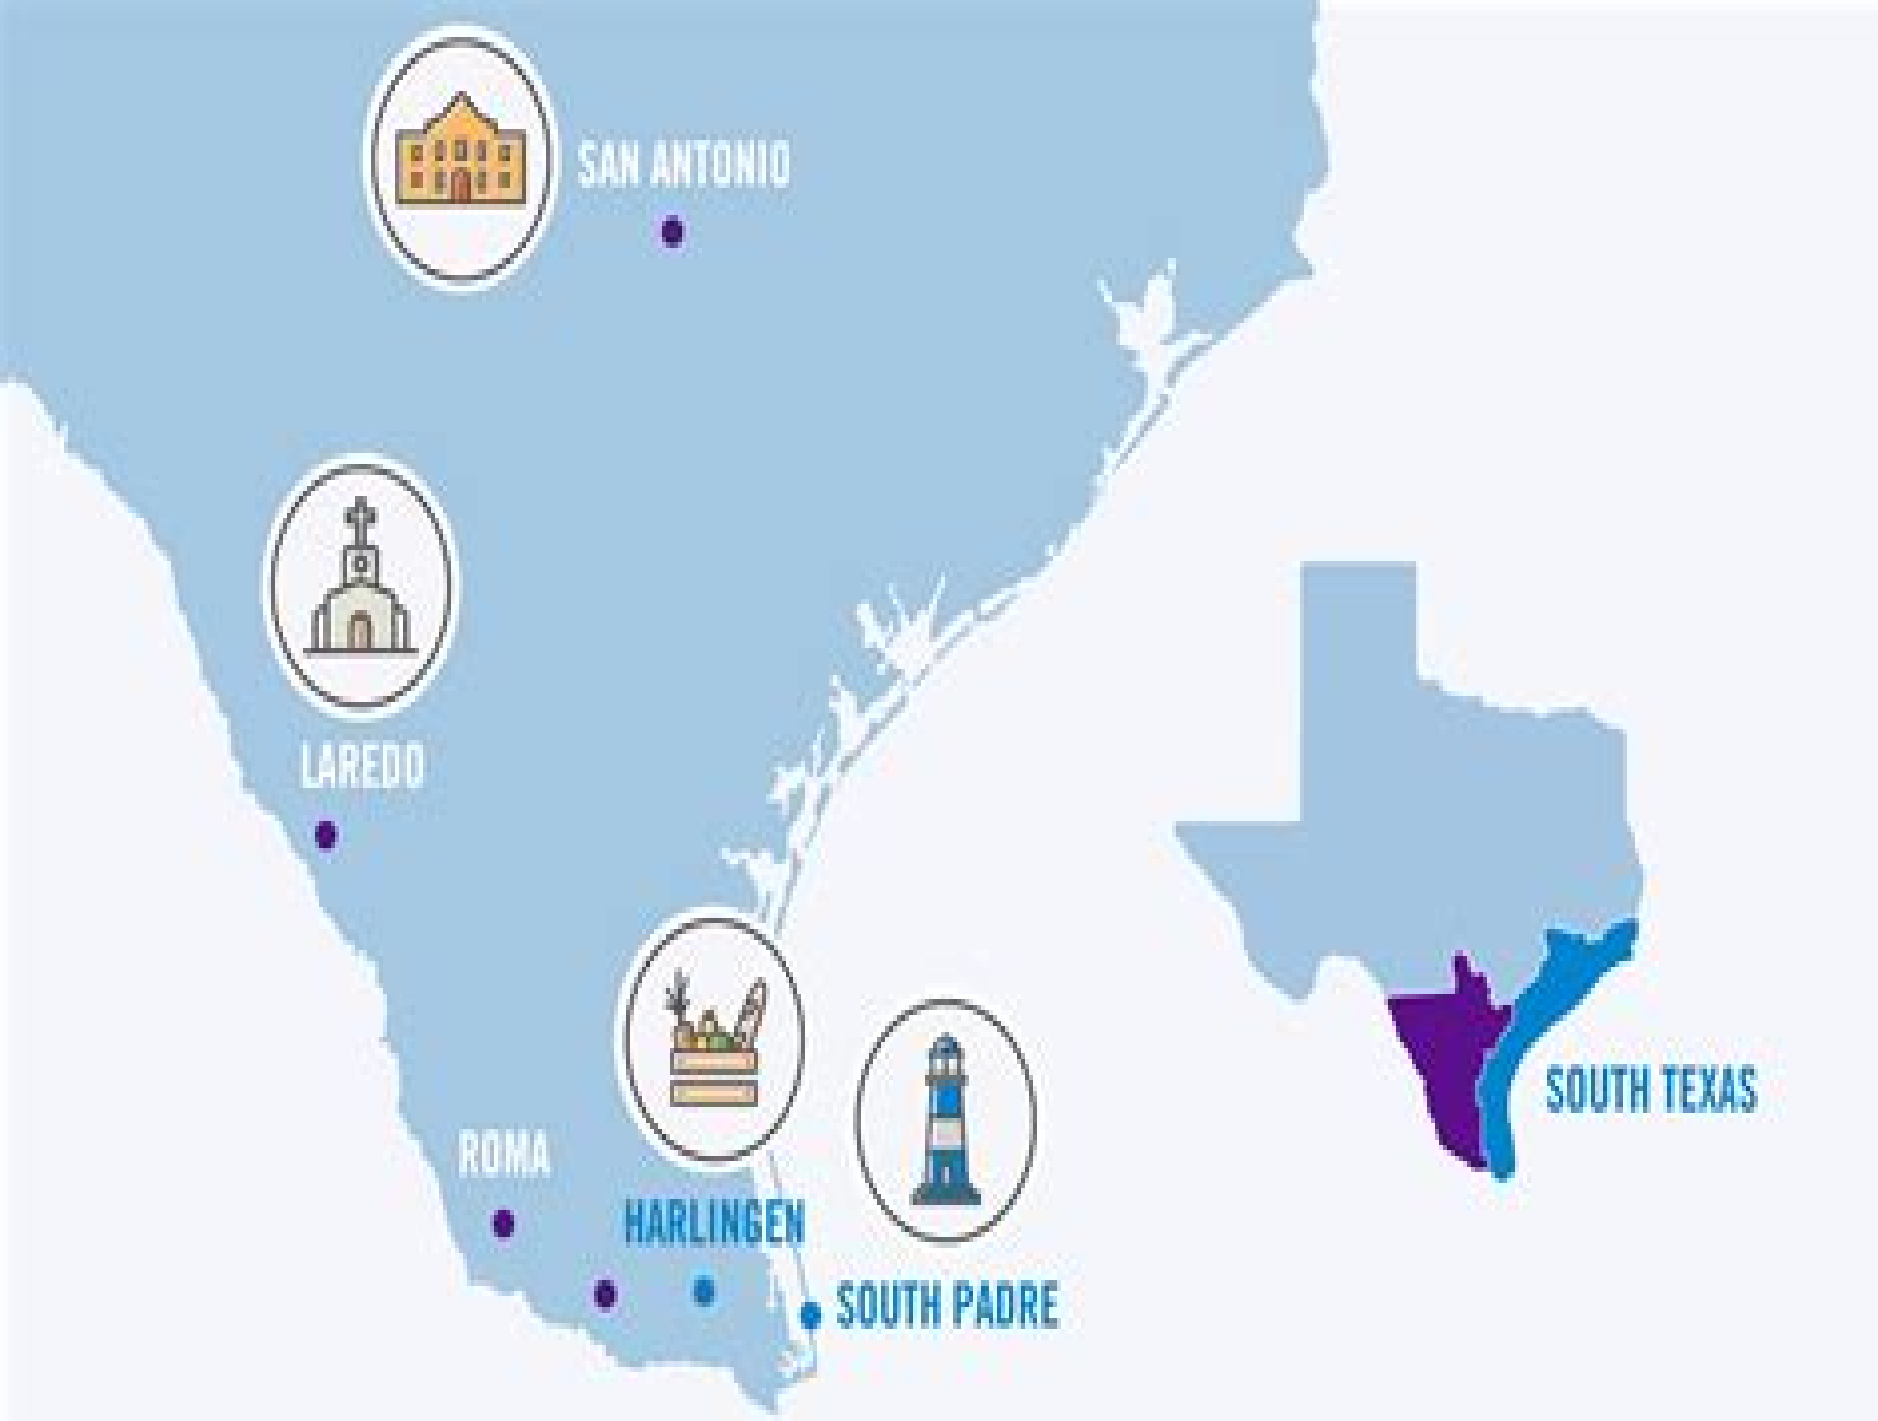 SAN ANTONIO
LAREDO
ROMA
HARLINGEN
SOUTH PADRE
SOUTH TEXAS